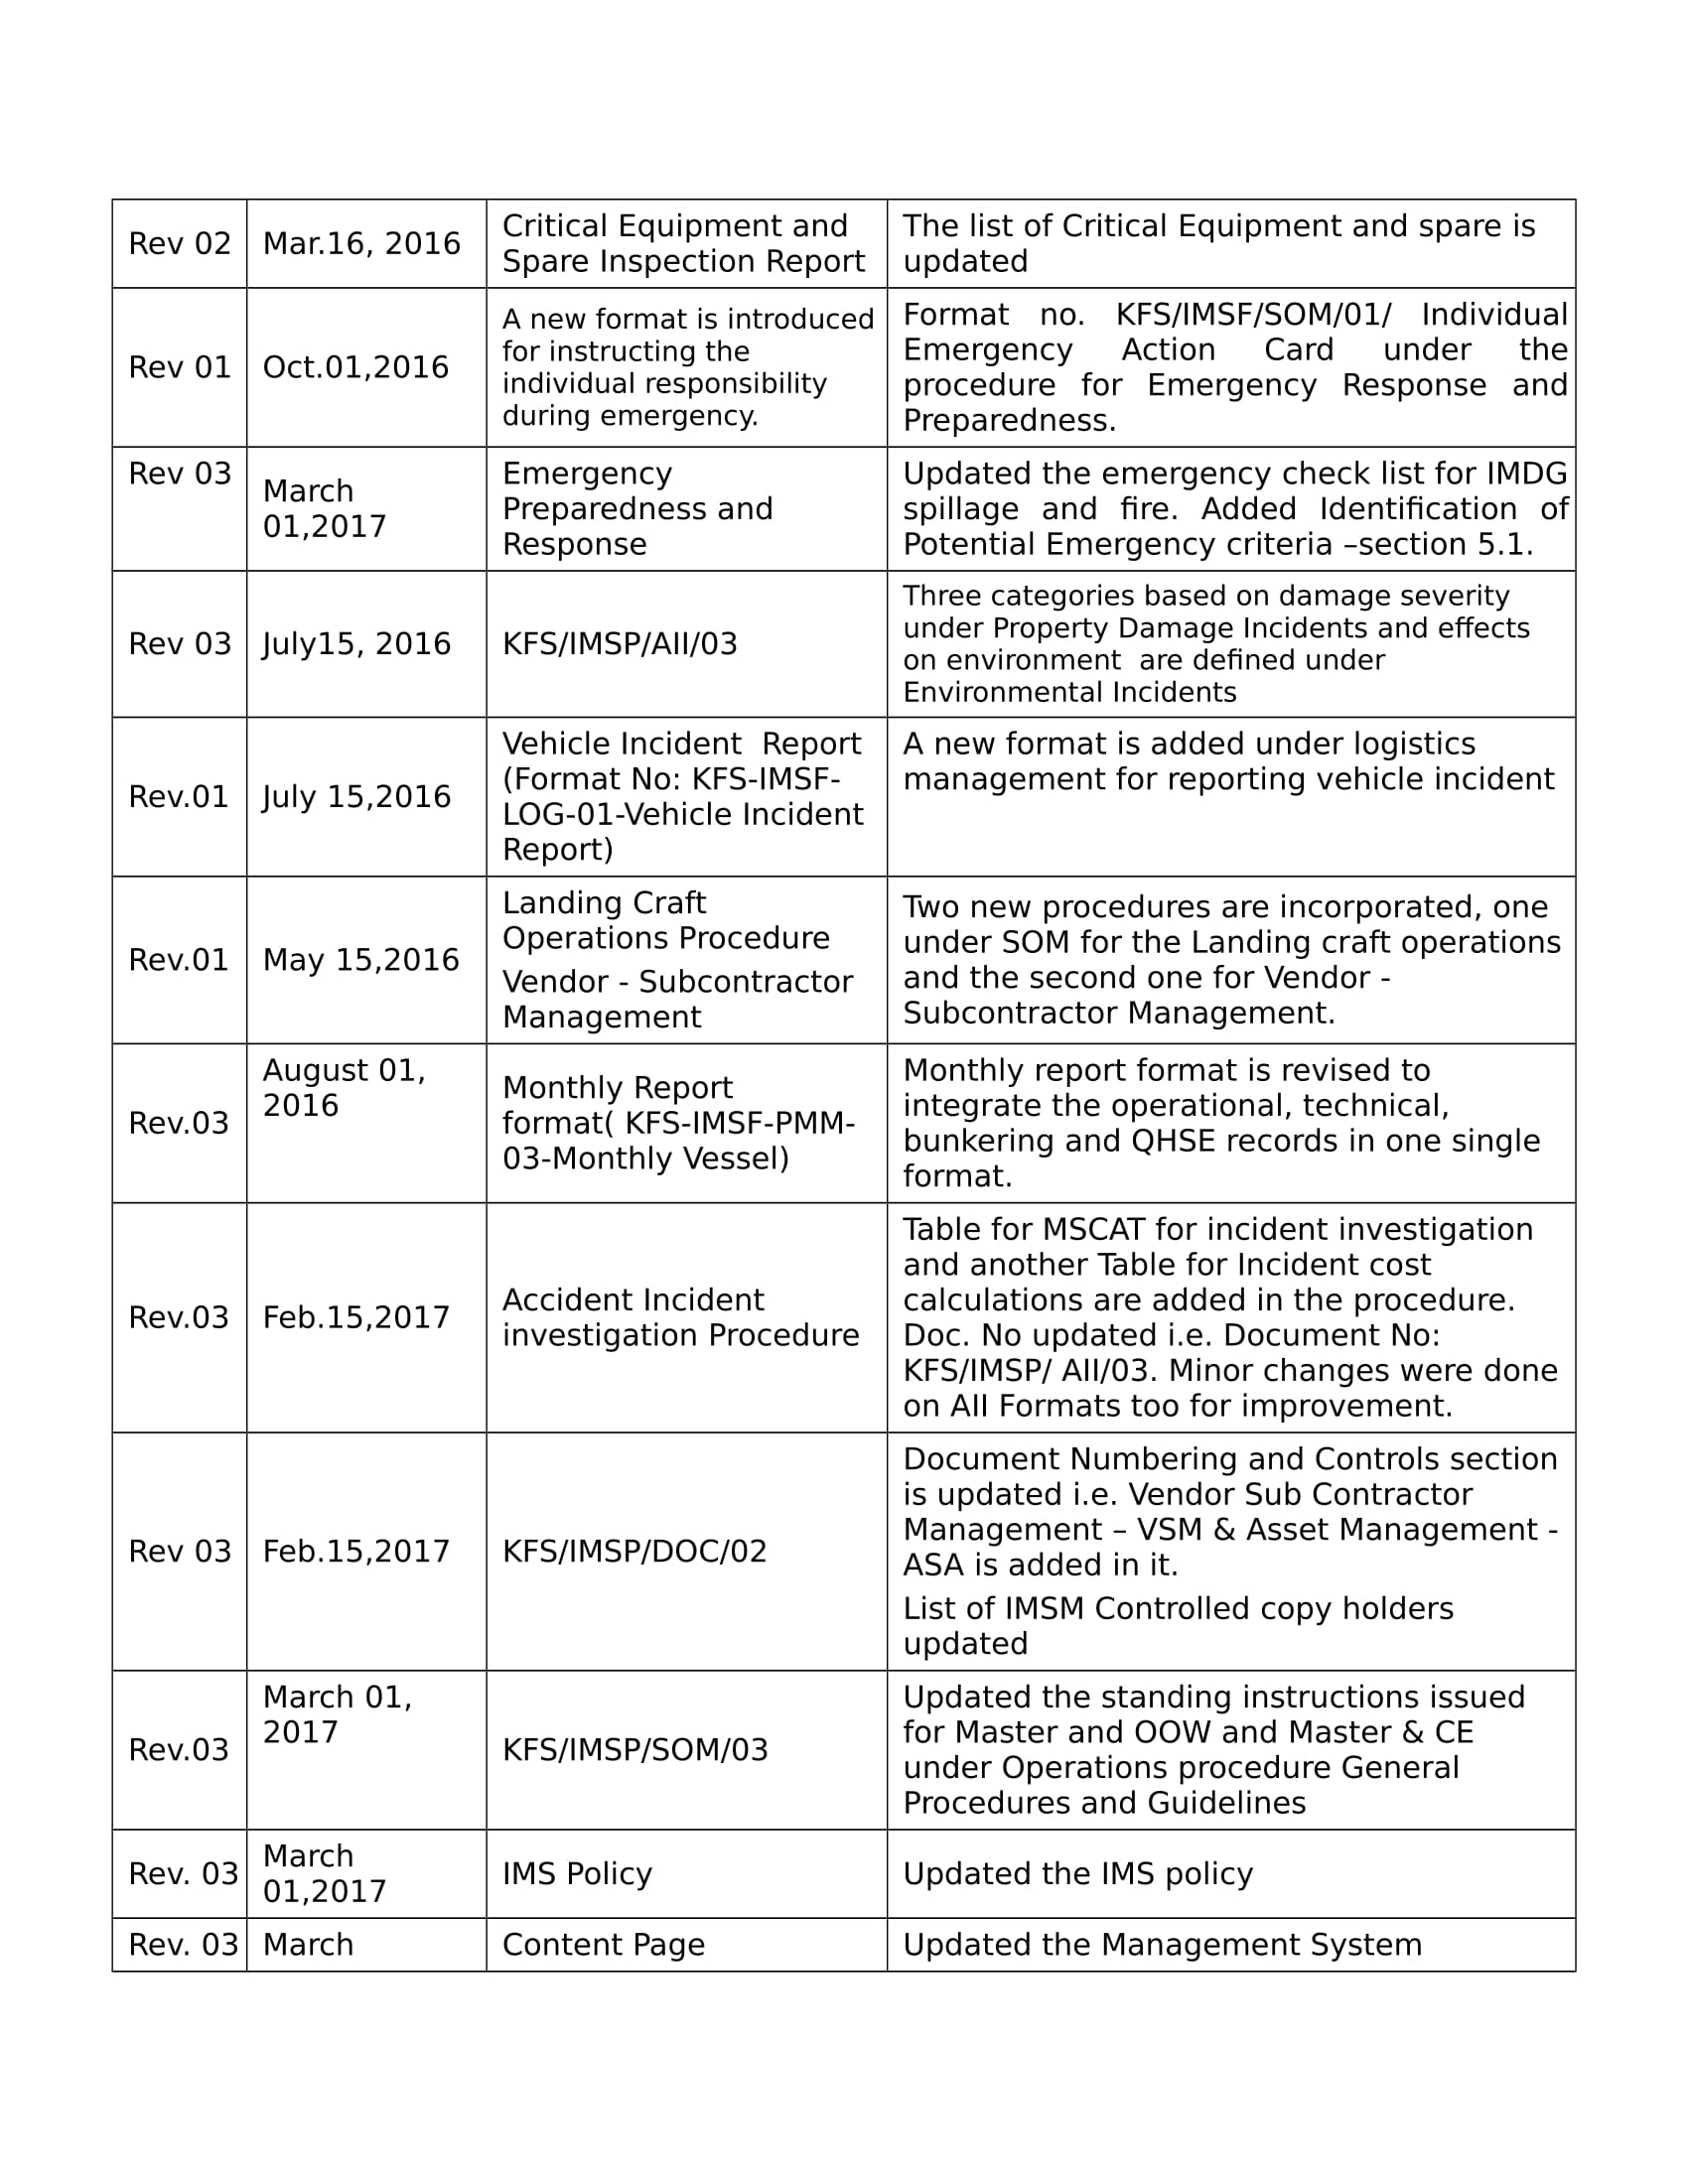 Rev 02
Mar.16, 2016
Critical Equipment and
Spare Inspection Report
The list of Critical Equipment and spare is
updated
Rev 01
Oct.01,2016
A new format is introduced
for instructing the
individual responsibility
during emergency.
Format no. KFS/IMSF/SOM/01/ Individual
Emergency Action Card under the
procedure for Emergency Response and
Preparedness.
Rev 03
March
01,2017
Emergency
Preparedness and
Response
Updated the emergency check list for IMDG
spillage and fire. Added Identification of
Potential Emergency criteria –section 5.1.
Rev 03
July15, 2016
KFS/IMSP/AII/03
Three categories based on damage severity
under Property Damage Incidents and effects
on environment  are defined under
Environmental Incidents
Rev.01
July 15,2016
Vehicle Incident  Report
(Format No: KFS-IMSF-
LOG-01-Vehicle Incident
Report)
A new format is added under logistics
management for reporting vehicle incident
Rev.01
May 15,2016
Landing Craft
Operations Procedure
Vendor - Subcontractor
Management
Two new procedures are incorporated, one
under SOM for the Landing craft operations
and the second one for Vendor -
Subcontractor Management.
Rev.03
August 01,
2016
Monthly Report
format( KFS-IMSF-PMM-
03-Monthly Vessel)
Monthly report format is revised to
integrate the operational, technical,
bunkering and QHSE records in one single
format.
Rev.03
Feb.15,2017
Accident Incident
investigation Procedure
Table for MSCAT for incident investigation
and another Table for Incident cost
calculations are added in the procedure.
Doc. No updated i.e. Document No:
KFS/IMSP/ AII/03. Minor changes were done
on AII Formats too for improvement.
Rev 03
Feb.15,2017
KFS/IMSP/DOC/02
Document Numbering and Controls section
is updated i.e. Vendor Sub Contractor
Management – VSM & Asset Management -
ASA is added in it.
List of IMSM Controlled copy holders
updated
Rev.03
March 01,
2017
KFS/IMSP/SOM/03
Updated the standing instructions issued
for Master and OOW and Master & CE
under Operations procedure General
Procedures and Guidelines
Rev. 03
March
01,2017
IMS Policy
Updated the IMS policy
Rev. 03
March
Content Page
Updated the Management System